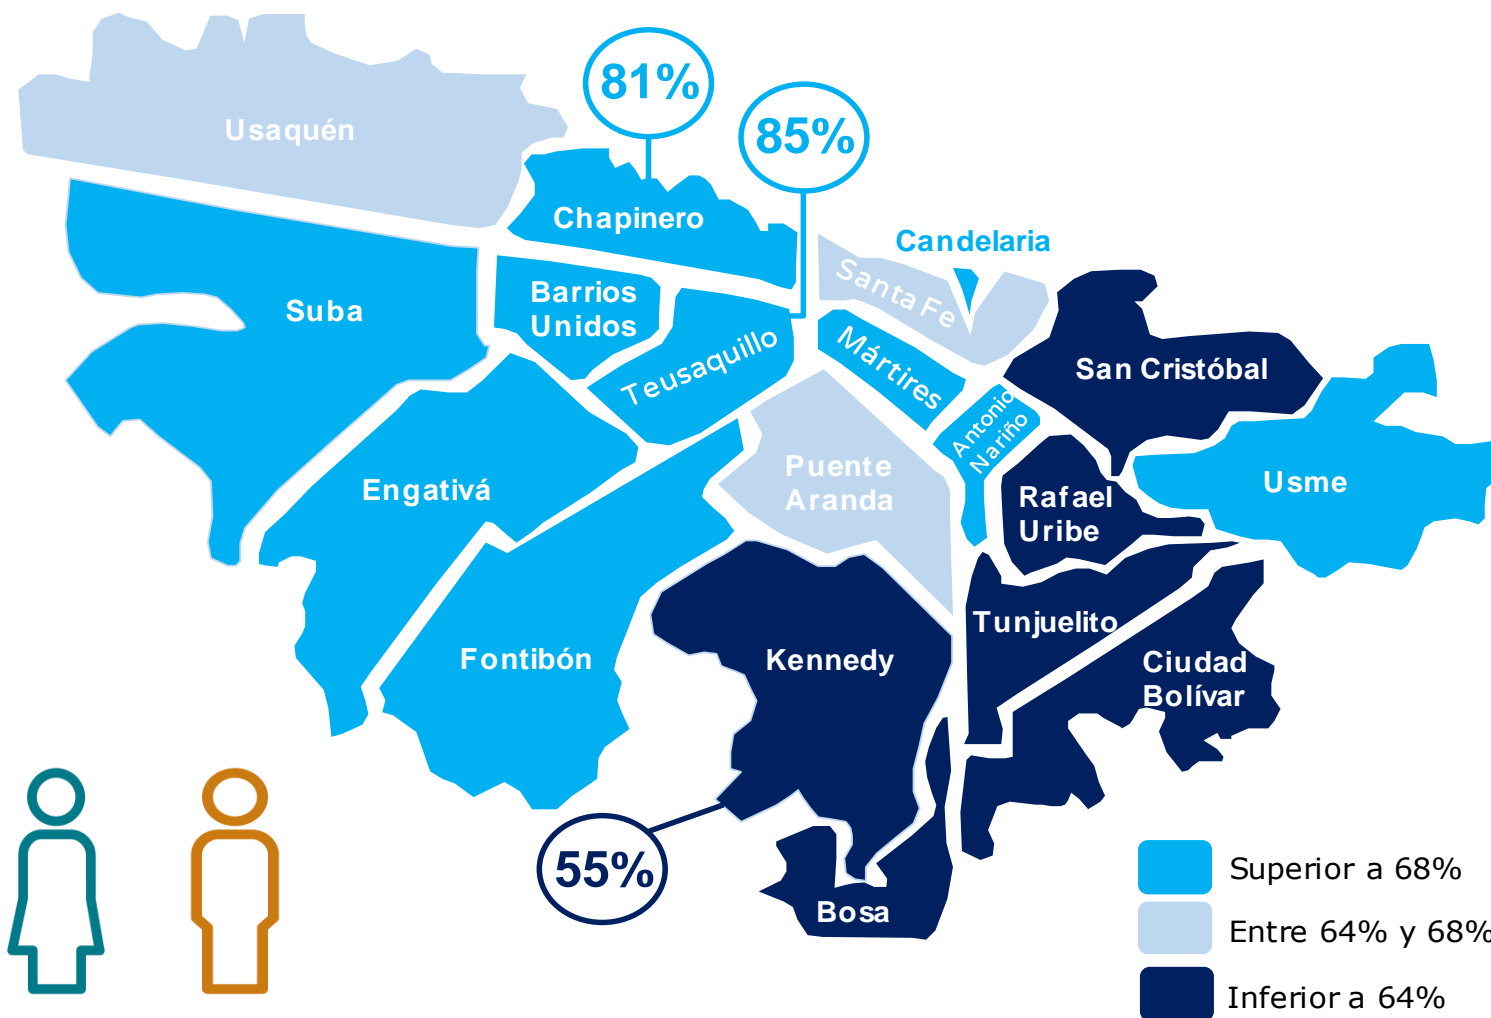 81%
85%
Usaquén
Chapinero
Candelaria
Santa Fe
Suba
Barrios
Unidos
Teusaquillo
Mártires
San Cristóbal
Antonio
Nariño
Engativá
Puente
Aranda
Rafael
Uribe
Usme
Fontibón
Kennedy
Tunjuelito
Ciudad
Bolívar
55%
Bosa
Superior a 68%
Entre 64% y 68%
Inferior a 64%